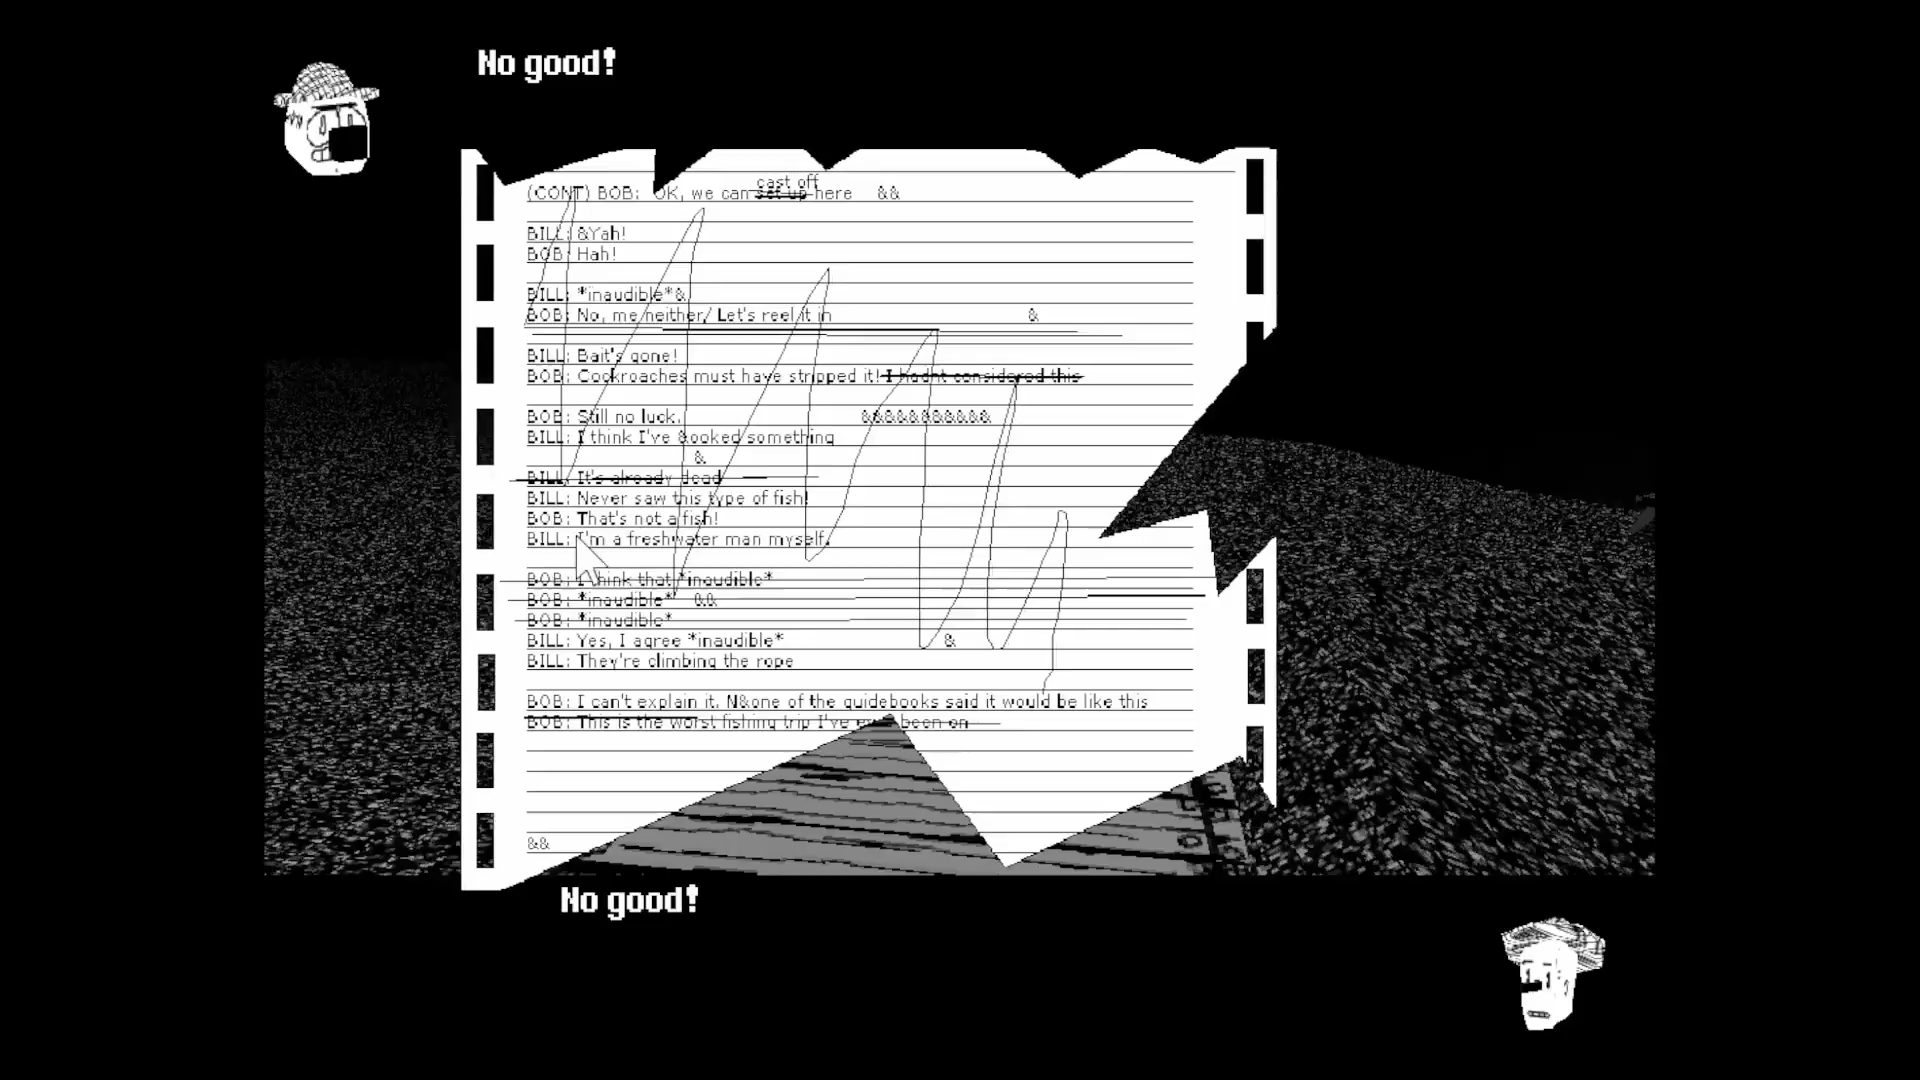 No good!
cast off
(CONT) BOB: OK, we can set up here &&
BILL: &Yah!
BOB: Hah!
BILL: *inaudible*&
BOB: No, me neither/ Let's reel it in &
BILL: Bait's gone!
BOB: Cockroaches must have stripped it! I hadnt considered this
BOB: Still no luck. &&&&&&&&&&&
BILL: I think I've &ooked something
&
BILL: It's already dead
BILL: Never saw this type of fish!
BOB: That's not a fish!
BILL: I'm a freshwater man myself.
BOB: I think that *inaudible*
BOB: *inaudible* &&
BOB: *inaudible*
BILL: Yes, I agree *inaudible* &
BILL: They're climbing the rope
BOB: I can't explain it. N&one of the guidebooks said it would be like this
BOB: This is the worst fishing trip I've ever been on
&&
No good!